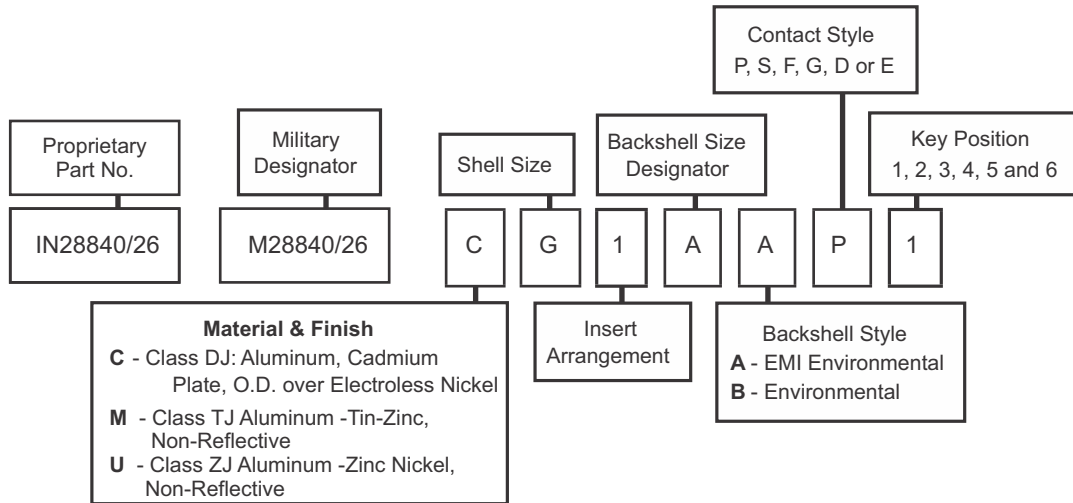 Contact Style
P, S, F, G, D or E
Proprietary
Part No.
Military
Designator
Shell Size
Backshell Size
Designator
Key Position
1, 2, 3, 4, 5 and 6
IN28840/26
M28840/26
C
G
1
A
A
P
1
Material & Finish
C - Class DJ: Aluminum, Cadmium
Plate, O.D. over Electroless Nickel
M - Class TJ Aluminum -Tin-Zinc,
Non-Reflective
U - Class ZJ Aluminum -Zinc Nickel,
Non-Reflective
Insert
Arrangement
Backshell Style
A - EMI Environmental
B - Environmental